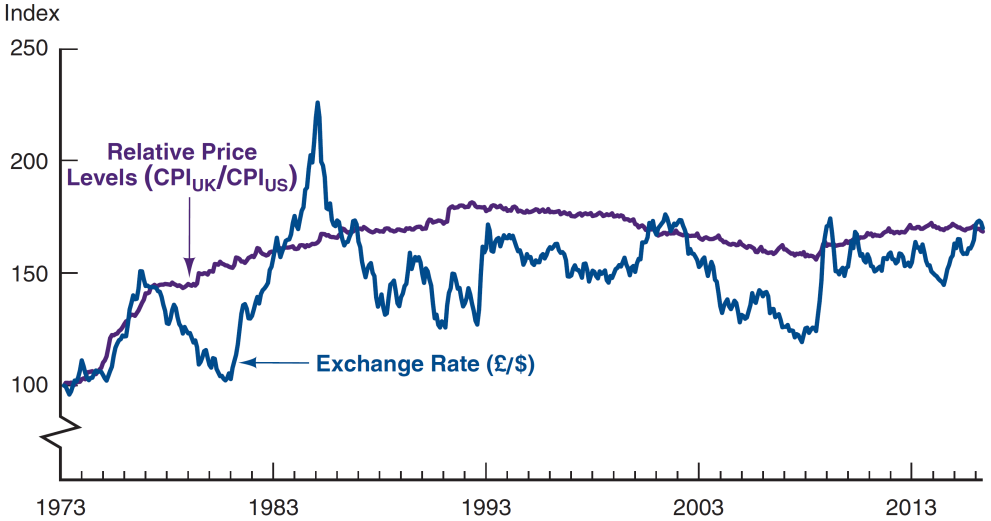 Index
250
200
150
100
Relative Price
Levels (CPIUK/CPIUS)
Exchange Rate (£/$)
1973
1983
1993
2003
2013